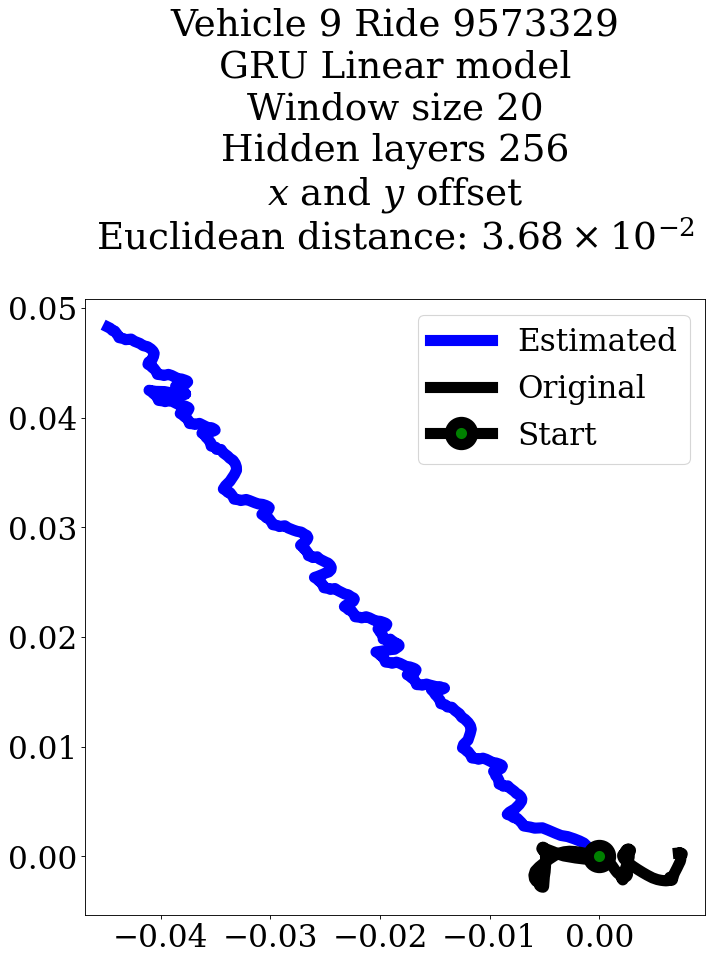 Vehicle 9 Ride 9573329
GRU Linear model
Window size 20
Hidden layers 256
x and y offset
Euclidean distance: 3.68 × 10⁻²
Estimated
Original
Start
0.05
0.04
0.03
0.02
0.01
0.00
−0.04 −0.03 −0.02 −0.01 0.00